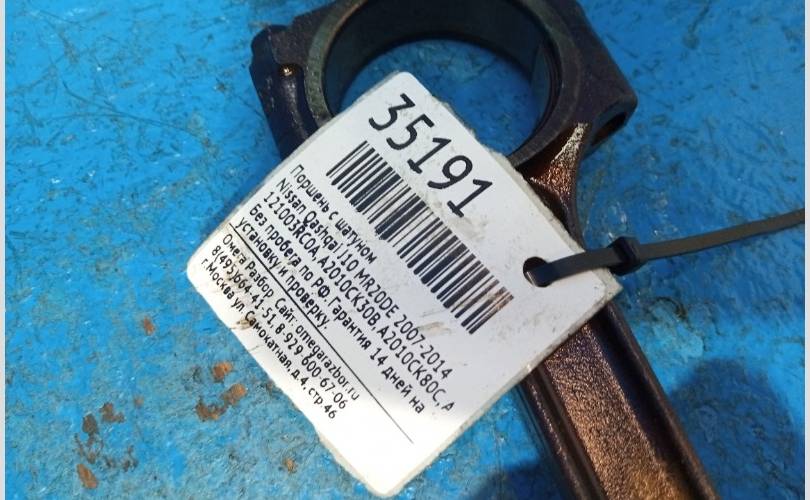 35191
Поршень с шатуном
Nissan Qashqai J10 MR20DE 2007-2014
121003RC0A, A2010CK30B, A2010CK80C, A
Без пробега по РФ. Гарантия 14 дней на
установку и проверку.
Омега Разбор. Сайт: omegarazbor.ru
8(495)664-45-51, 8-929-600-67-06
г.Москва ул. Самокатная, д.4, стр.46